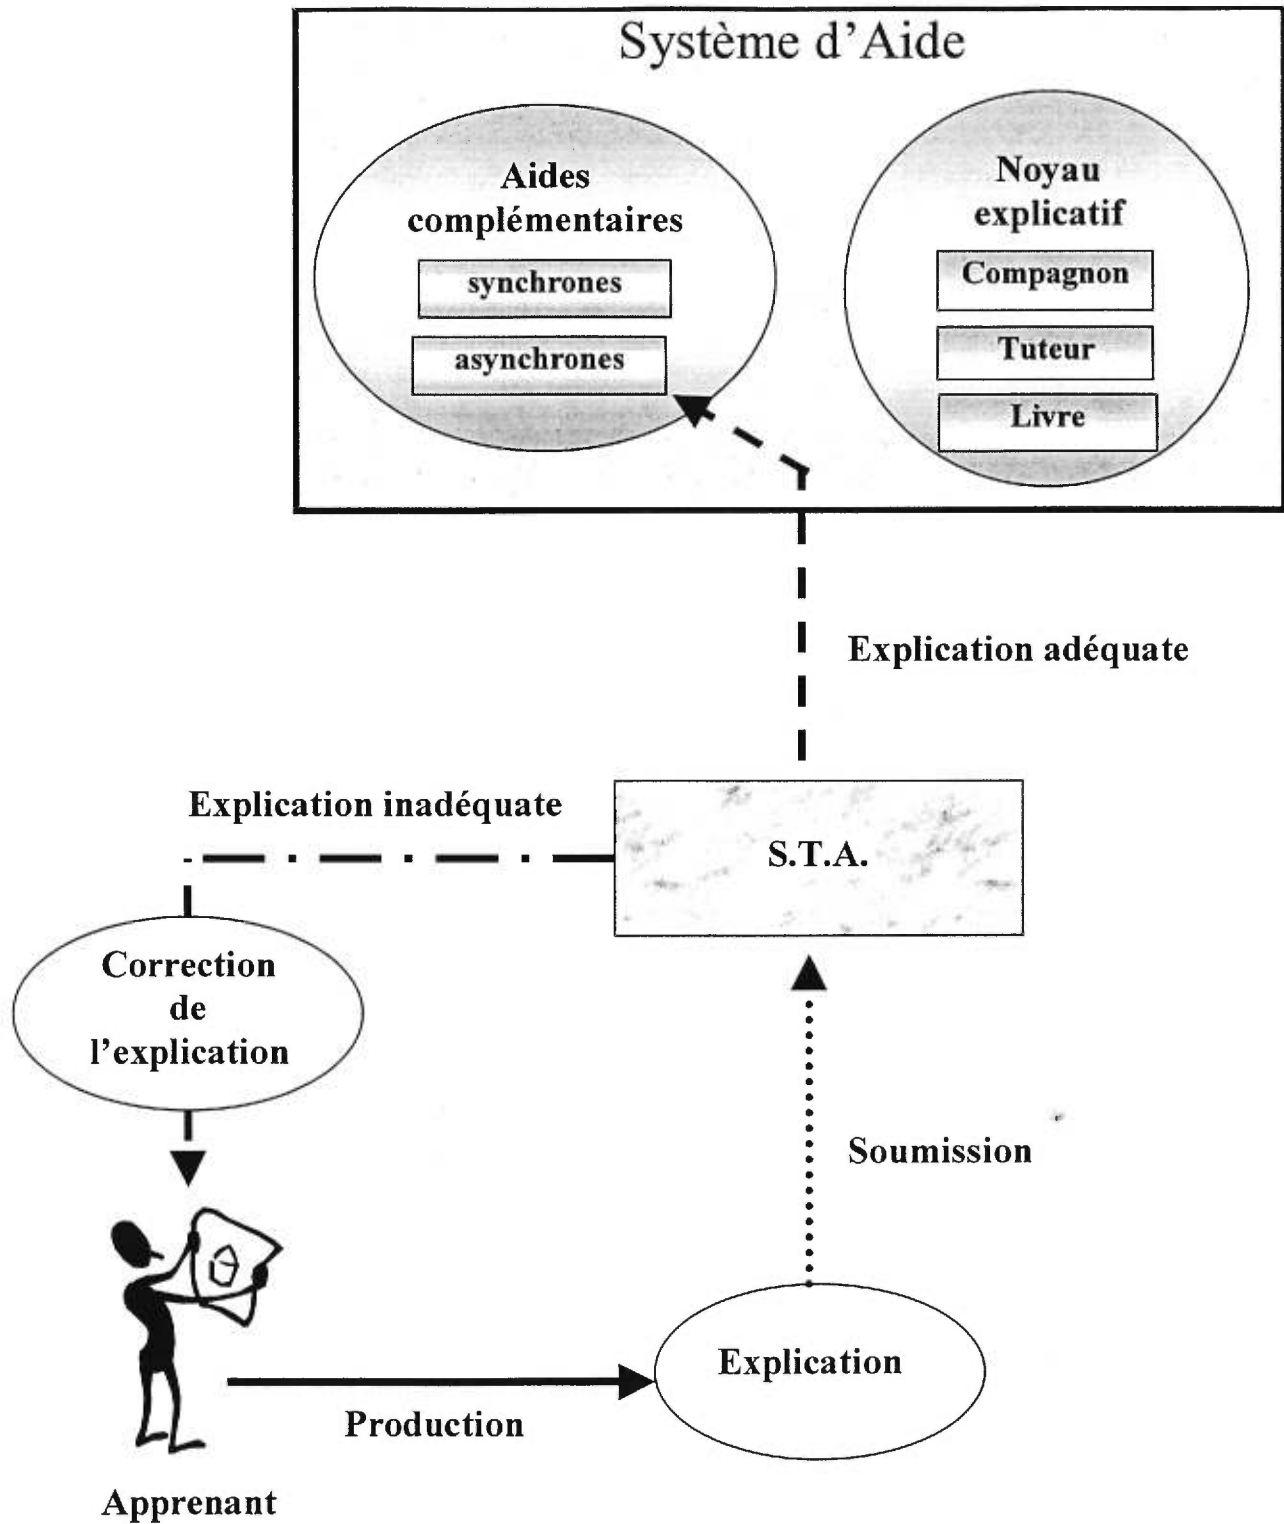 Système d'Aide
Aides
complémentaires
synchrones
asynchrones
Noyau
explicatif
Compagnon
Tuteur
Livre
Explication adéquate
Explication inadéquate
S.T.A.
Correction
de
l'explication
Soumission
Explication
Production
Apprenant